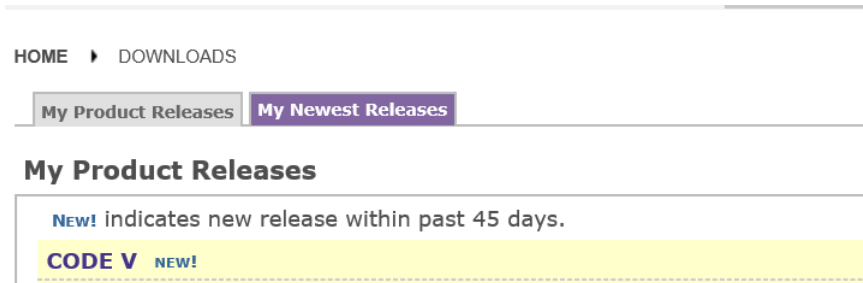 HOME ▸ DOWNLOADS
My Product Releases My Newest Releases
My Product Releases
NEW! indicates new release within past 45 days.
CODE V NEW!